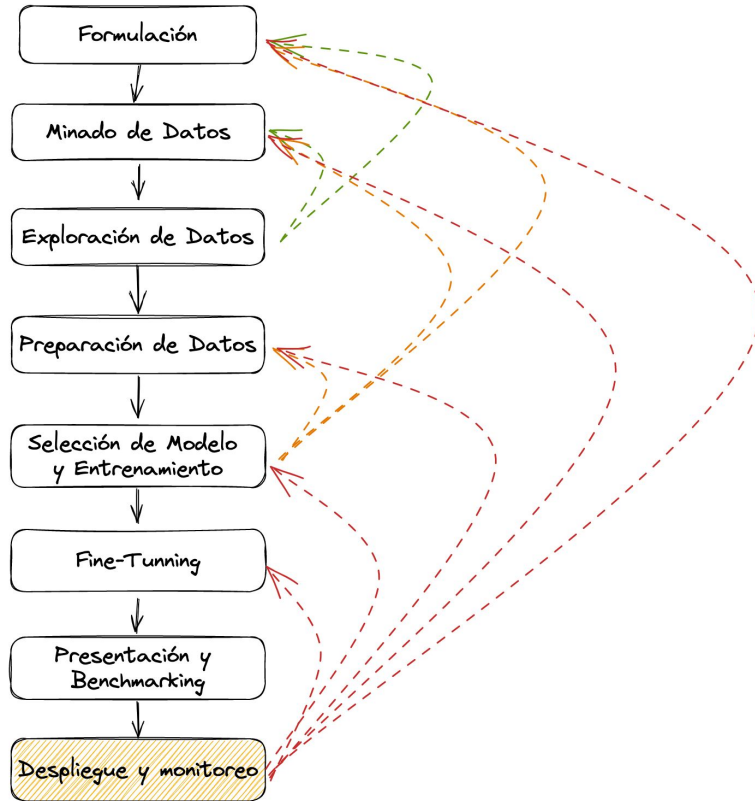 Formulación
Minado de Datos
Exploración de Datos
Preparación de Datos
Selección de Modelo
y Entrenamiento
Fine-Tunning
Presentación y
Benchmarking
Despliegue y monitoreo